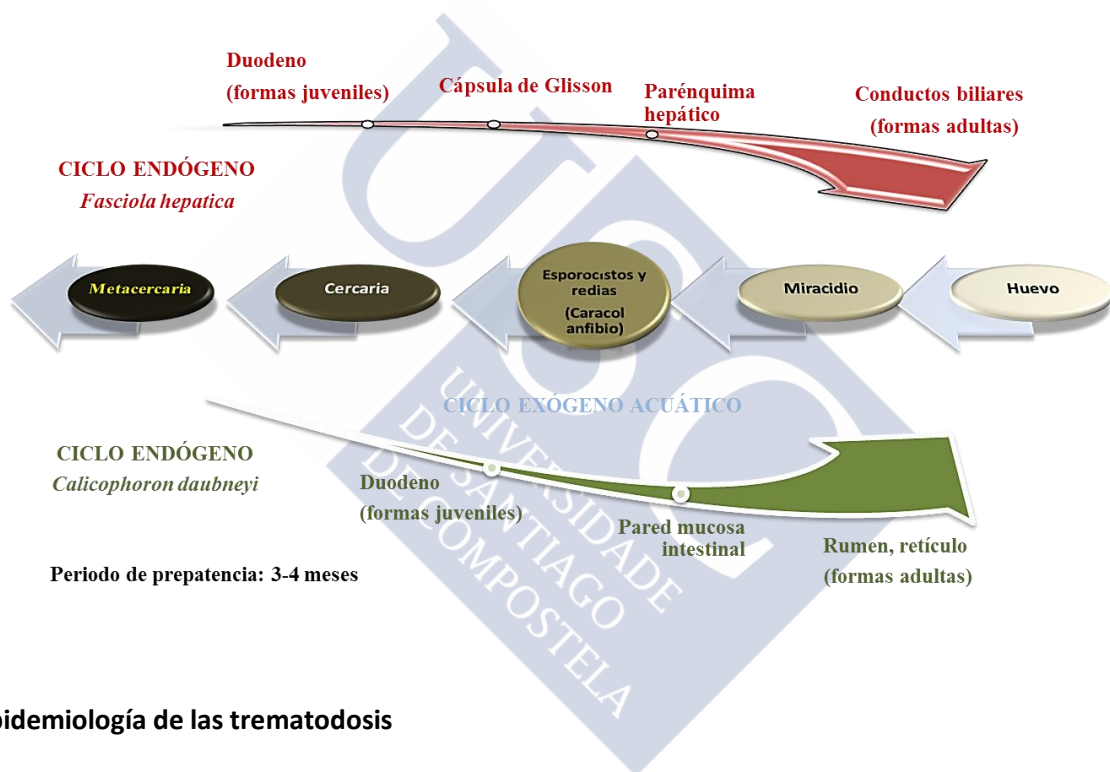 Duodeno
(formas juveniles)
Cápsula de Glisson
Parénquima
hepático
Conductos biliares
(formas adultas)
CICLO ENDÓGENO
Fasciola hepatica
Metacercaria
Cercaria
Esporocistos y
redias
(Caracol
anfibio)
Miracidio
Huevo
CICLO EXÓGENO ACUÁTICO
CICLO ENDÓGENO
Calicophoron daubneyi
Duodeno
(formas juveniles)
Pared mucosa
intestinal
Rumen, retículo
(formas adultas)
Periodo de prepatencia: 3-4 meses
USC
UNIVERSIDADE
DE SANTIAGO
DE COMPOSTELA
pidemiología de las trematodosis